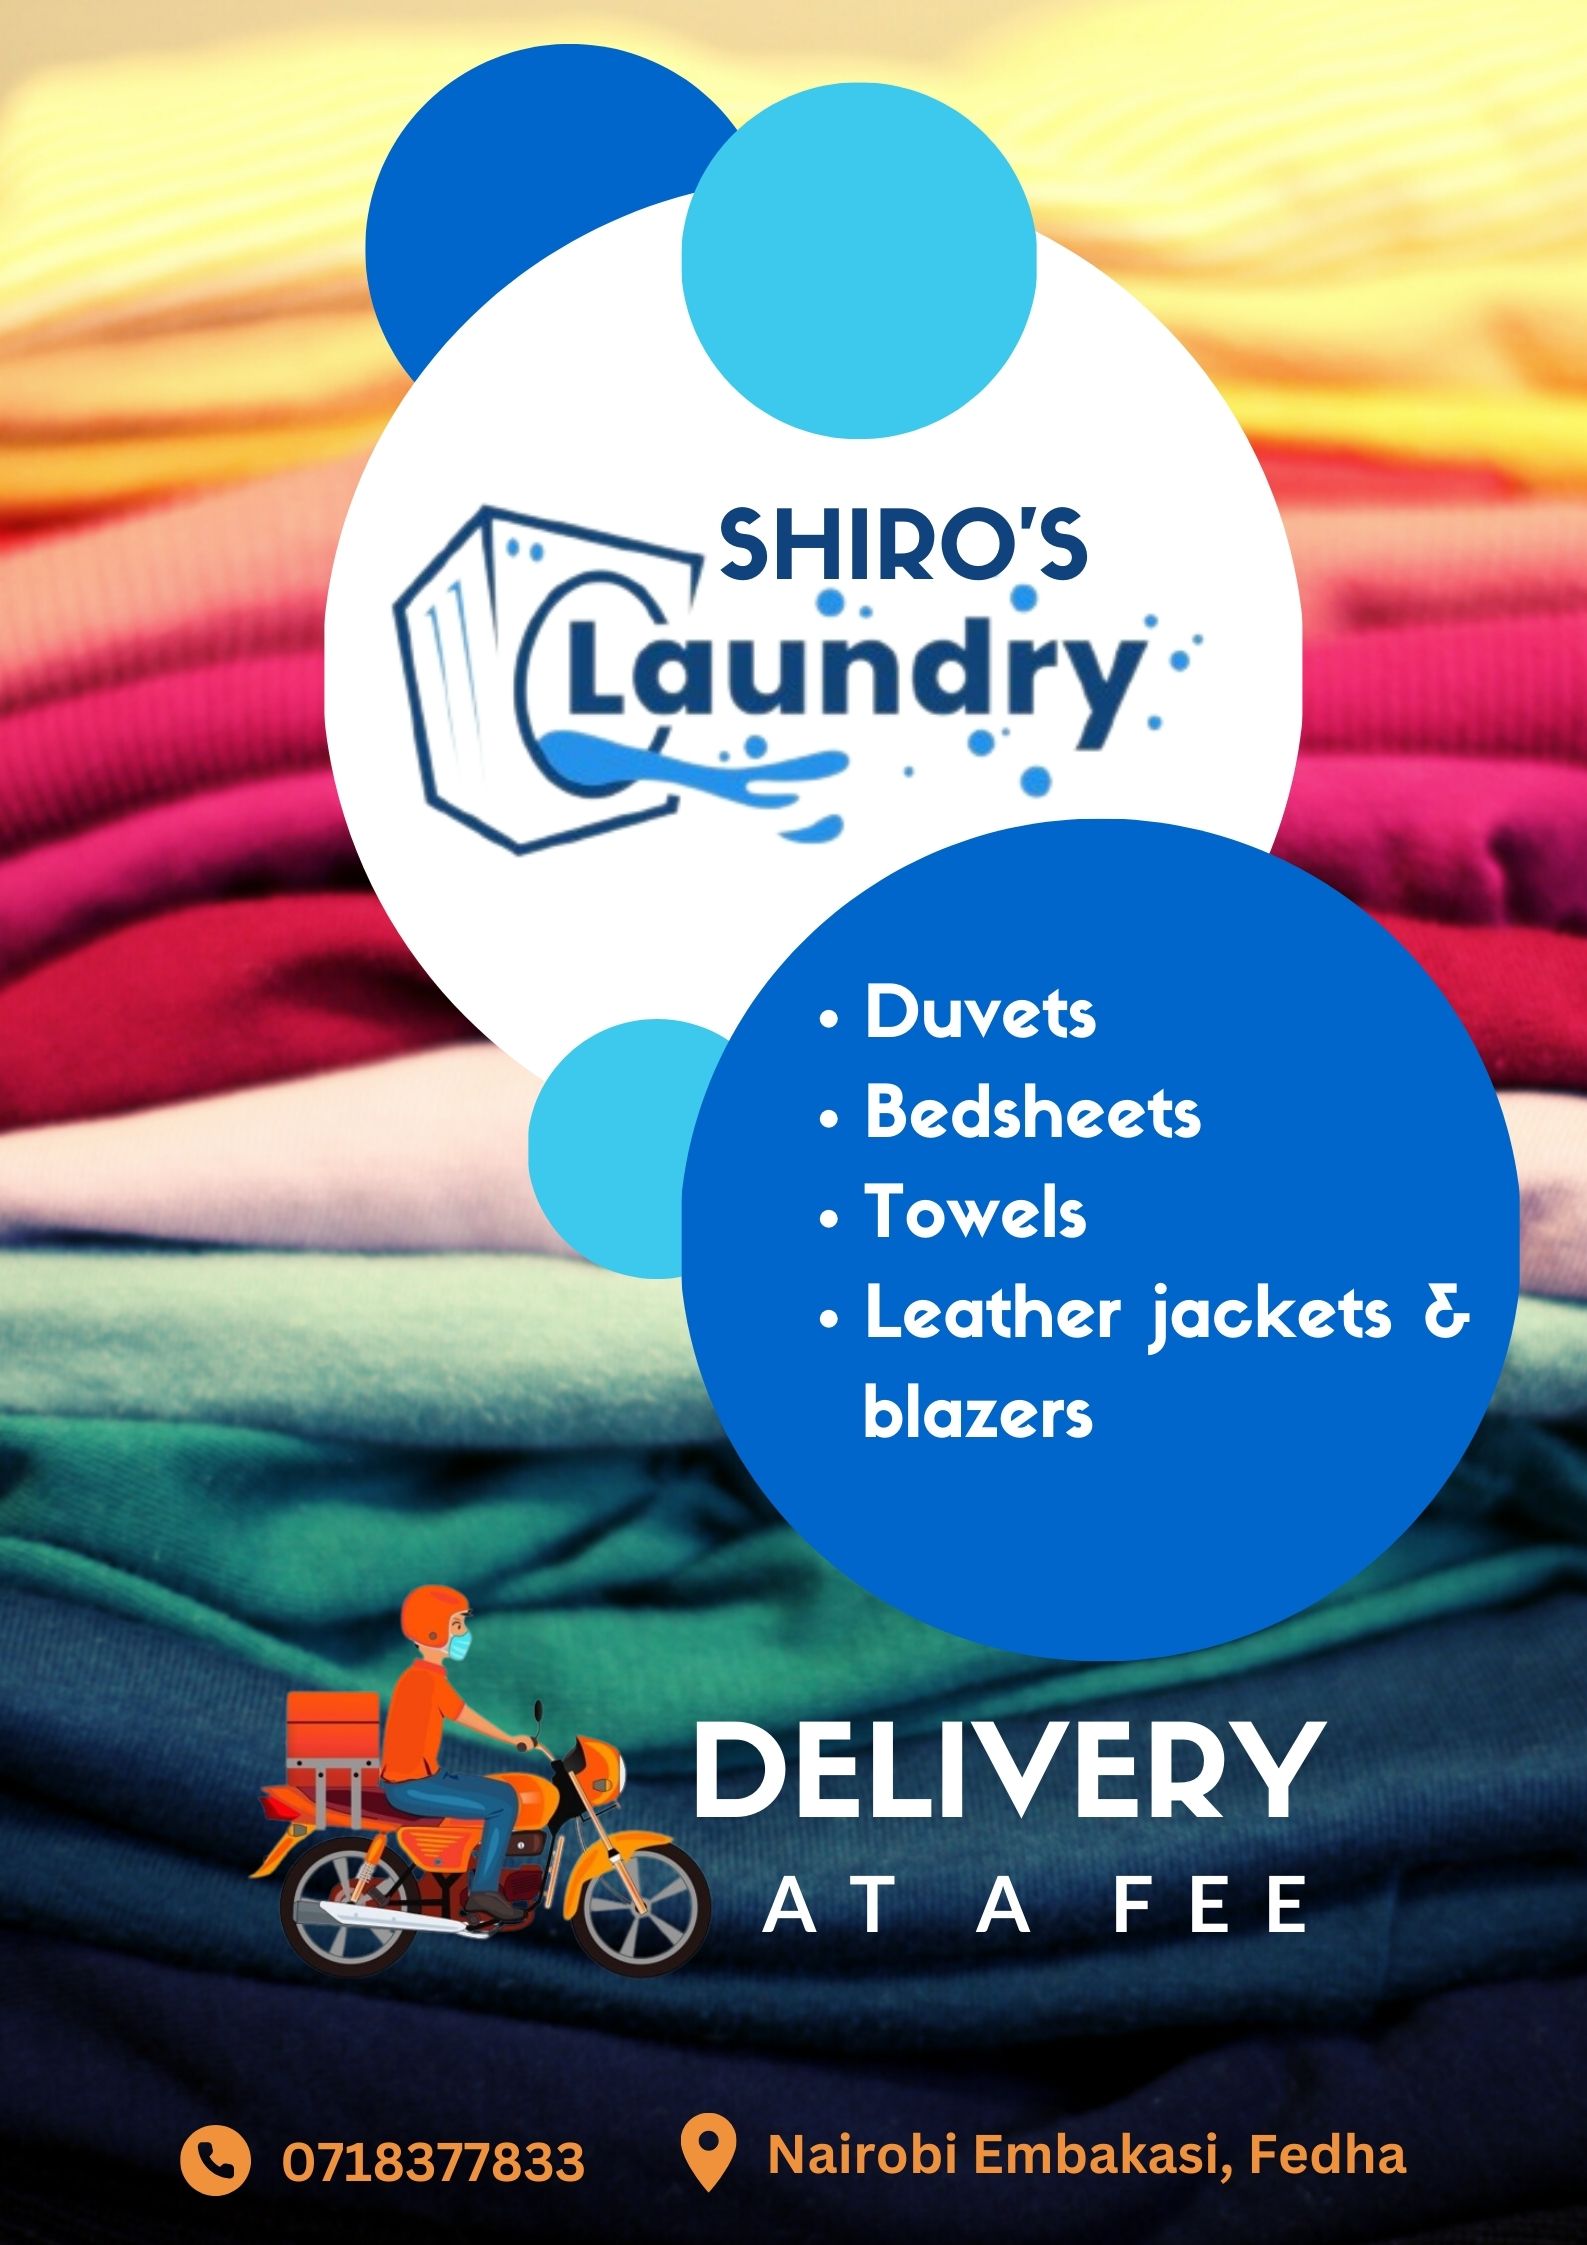 SHIRO'S
Laundry
• Duvets
• Bedsheets
• Towels
• Leather jackets &
blazers
DELIVERY
AT A FEE
0718377833
Nairobi Embakasi, Fedha